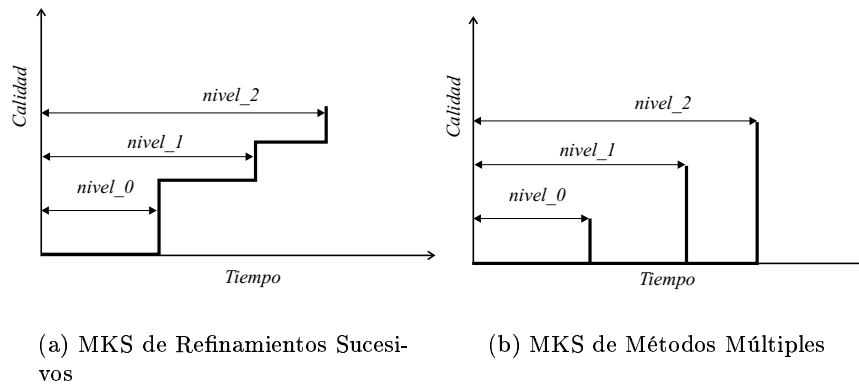 Calidad
nivel_2
nivel_1
nivel_0
Tiempo
(a) MKS de Refinamientos Sucesi-
vos
Calidad
nivel_2
nivel_1
nivel_0
Tiempo
(b) MKS de Métodos Múltiples